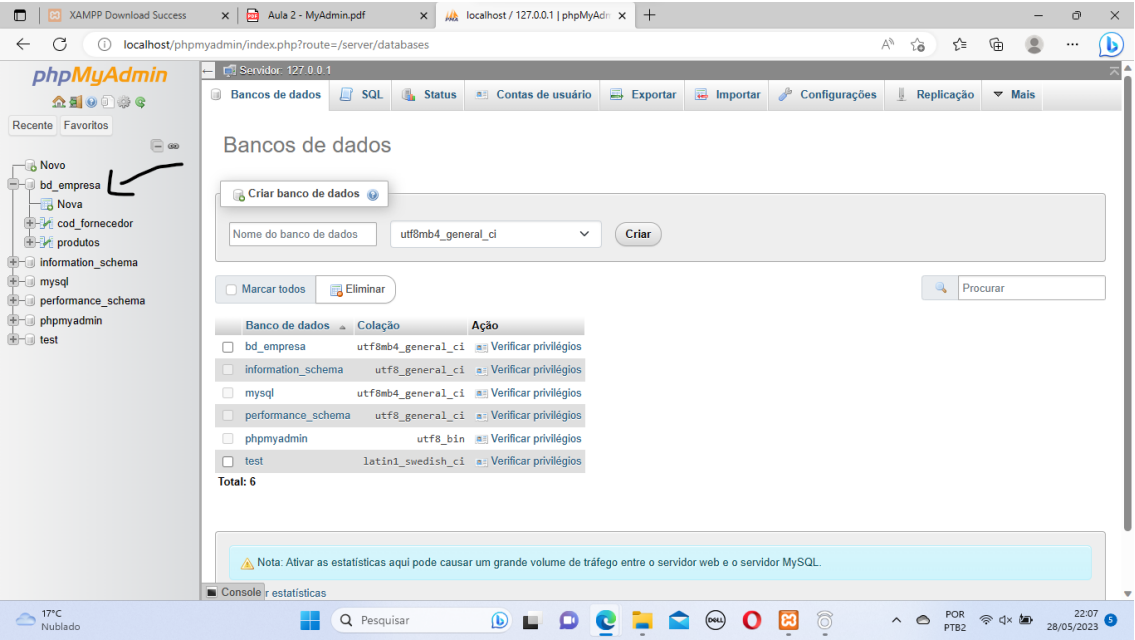 XAMPP Download Success
Aula 2 - MyAdmin.pdf
localhost / 127.0.0.1 | phpMyAdm
localhost/phpmyadmin/index.php?route=/server/databases
phpMyAdmin
Recente Favoritos
Novo
bd_empresa
Nova
cod_fornecedor
produtos
information_schema
mysql
performance_schema
phpmyadmin
test
Servidor: 127.0.0.1
Bancos de dados SQL Status Contas de usuário Exportar Importar Configurações Replicação Mais
Bancos de dados
Criar banco de dados
Nome do banco de dados utf8mb4_general_ci Criar
Marcar todos Eliminar Procurar
Banco de dados Colação Ação
bd_empresa utf8mb4_general_ci Verificar privilégios
information_schema utf8_general_ci Verificar privilégios
mysql utf8mb4_general_ci Verificar privilégios
performance_schema utf8_general_ci Verificar privilégios
phpmyadmin utf8_bin Verificar privilégios
test latin1_swedish_ci Verificar privilégios
Total: 6
Nota: Ativar as estatísticas aqui pode causar um grande volume de tráfego entre o servidor web e o servidor MySQL.
Console r estatísticas
17°C
Nublado
Pesquisar
DELL
POR
PTB2
22:07
28/05/2023
5